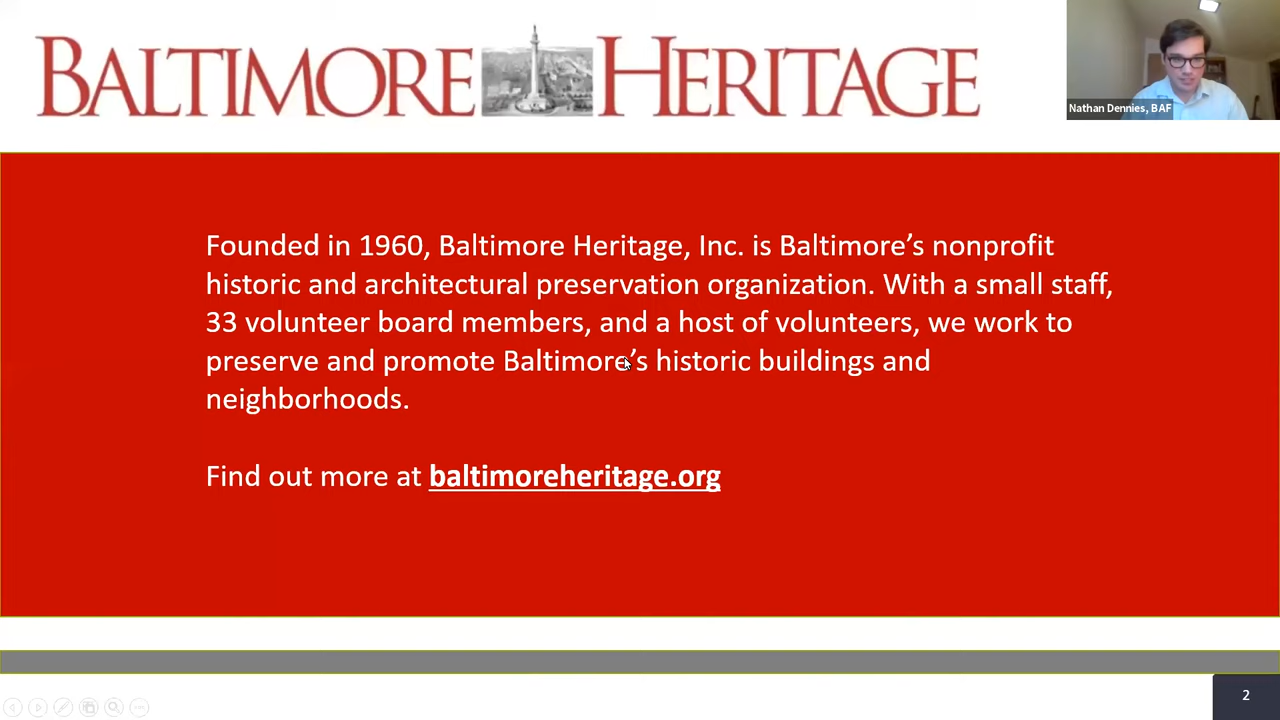 BALTIMORE HERITAGE
Nathan Dennies, BAF
Founded in 1960, Baltimore Heritage, Inc. is Baltimore’s nonprofit
historic and architectural preservation organization. With a small staff,
33 volunteer board members, and a host of volunteers, we work to
preserve and promote Baltimore’s historic buildings and
neighborhoods.
Find out more at baltimoreheritage.org
2